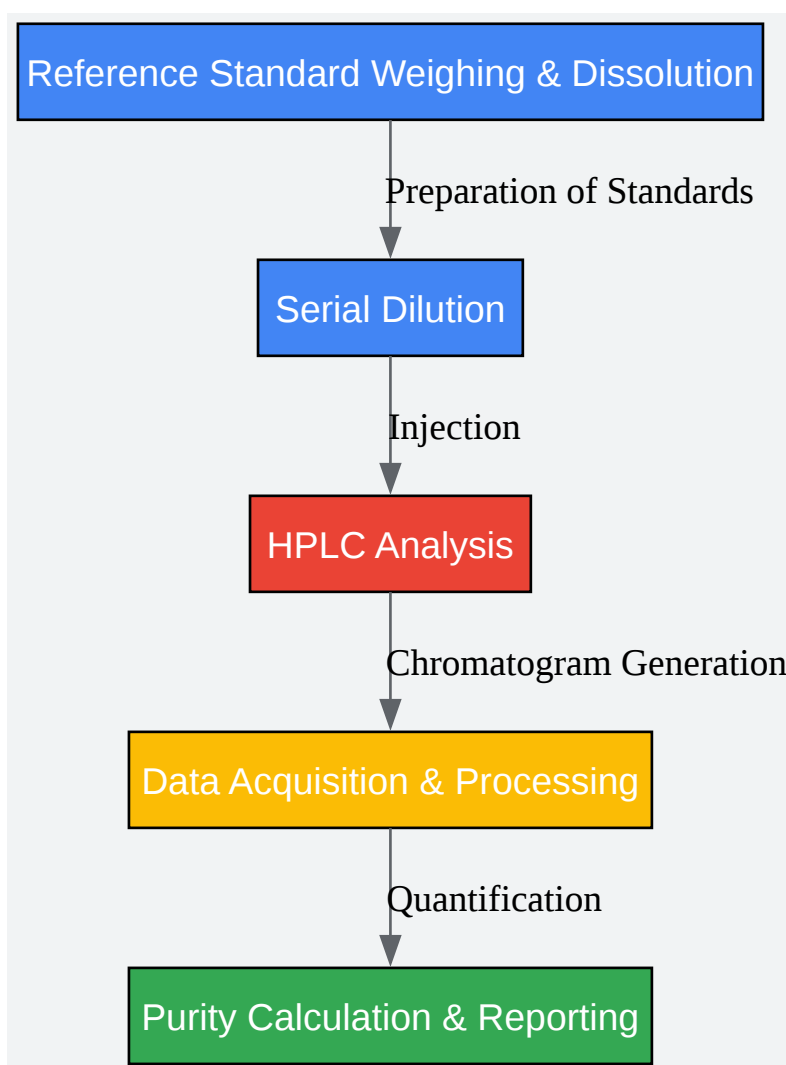 Reference Standard Weighing & Dissolution
Preparation of Standards
Serial Dilution
Injection
HPLC Analysis
Chromatogram Generation
Data Acquisition & Processing
Quantification
Purity Calculation & Reporting